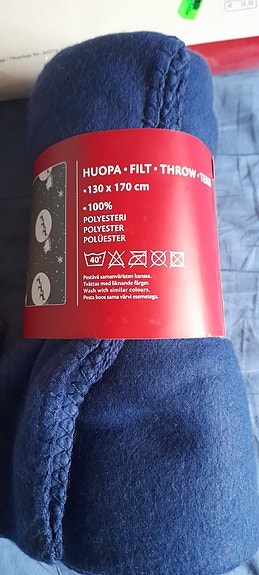 HUOPA • FILT • THROW • TEKK
• 130 x 170 cm
• 100%
POLYESTERI
POLYESTER
POLÜESTER
40°
Pestävä samanväristen kanssa.
Tvättas med liknande färger.
Wash with similar colours.
Pesta koos sama värvi esemetega.